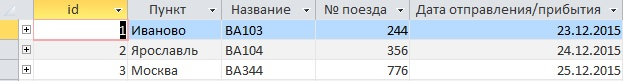 id Пункт Название № поезда Дата отправления/прибытия
1 Иваново ВА103 244 23.12.2015
2 Ярославль ВА104 356 24.12.2015
3 Москва ВА344 776 25.12.2015